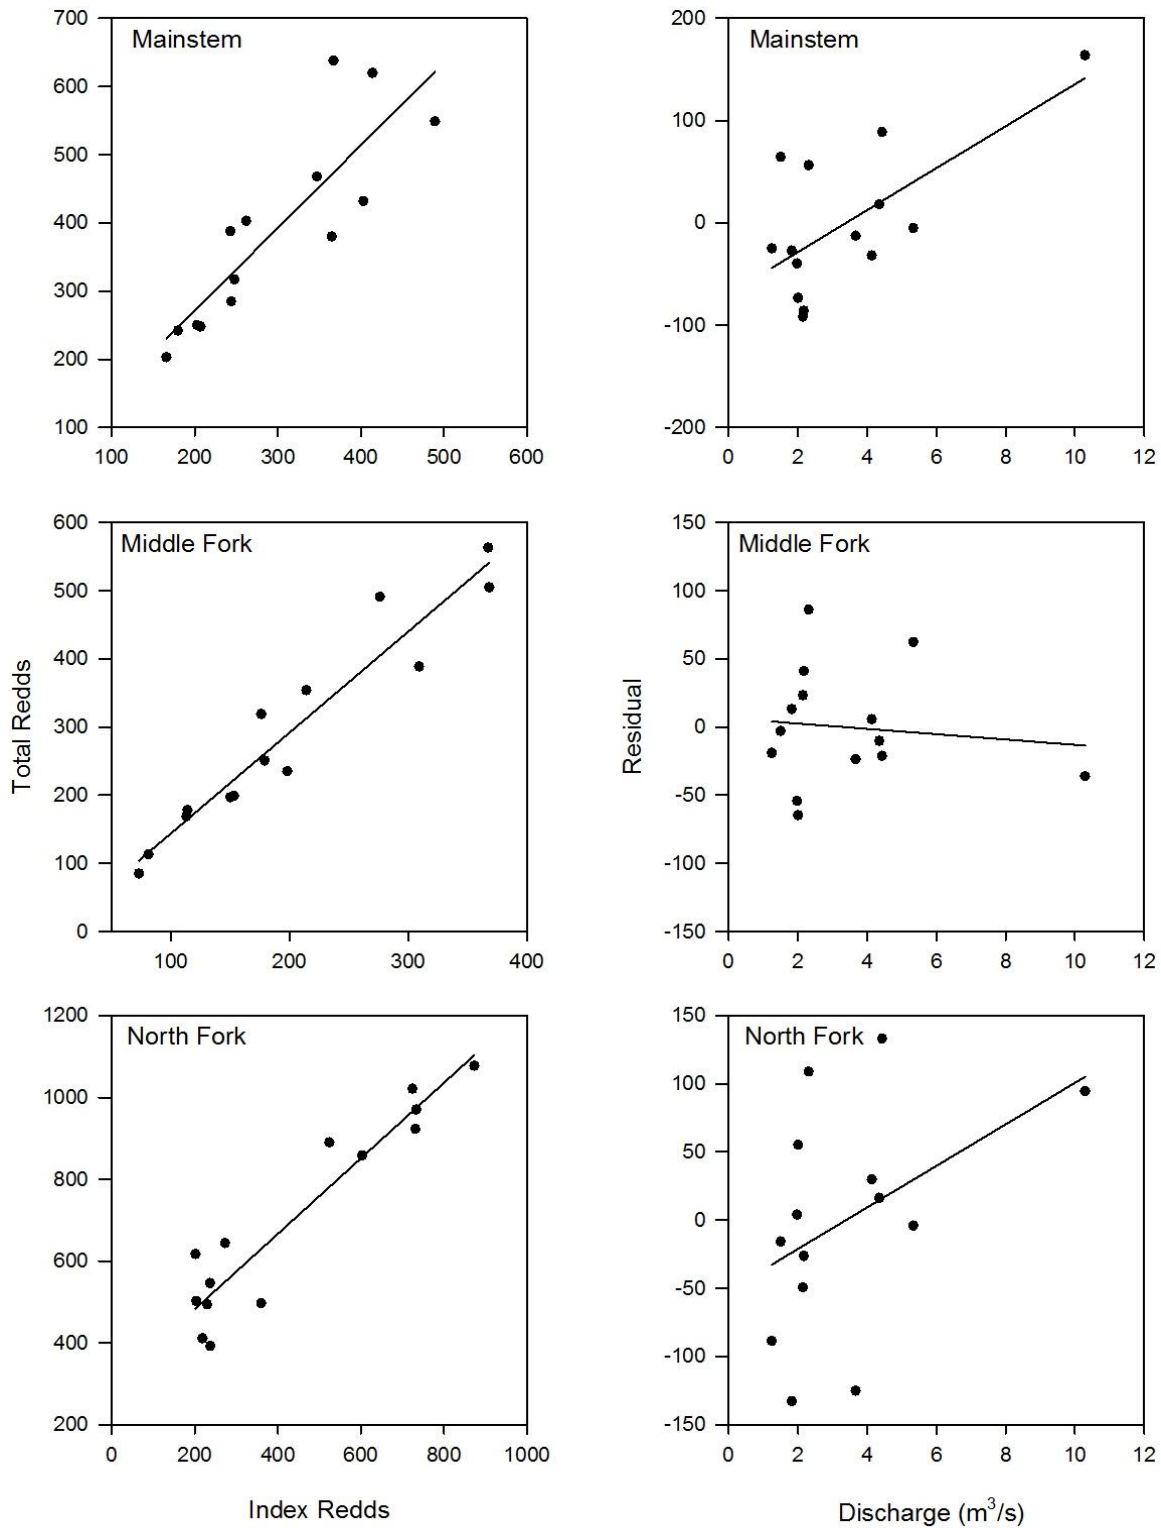 700
Mainstem
600
500
400
300
200
100
100 200 300 400 500 600
200
Mainstem
100
0
-100
-200
0 2 4 6 8 10 12
600
Middle Fork
500
400
300
200
100
0
100 200 300 400
Total Redds
150
Middle Fork
100
50
0
-50
-100
-150
0 2 4 6 8 10 12
Residual
1200
North Fork
1000
800
600
400
200
0 200 400 600 800 1000
Index Redds
150
North Fork
100
50
0
-50
-100
-150
0 2 4 6 8 10 12
Discharge (m³/s)